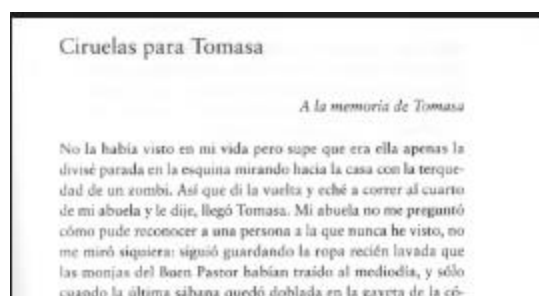 Ciruelas para Tomasa
A la memoria de Tomasa
No la había visto en mi vida pero supe que era ella apenas la
divisé parada en la esquina mirando hacia la casa con la terque-
dad de un zombi. Así que di la vuelta y eché a correr al cuarto
de mi abuela y le dije, llegó Tomasa. Mi abuela no me preguntó
cómo pude reconocer a una persona a la que nunca he visto, no
me miró siquiera: siguió guardando la ropa recién lavada que
las monjas del Buen Pastor habían traído al mediodía, y sólo
cuando la última sábana quedó doblada en la gaveta de la có-